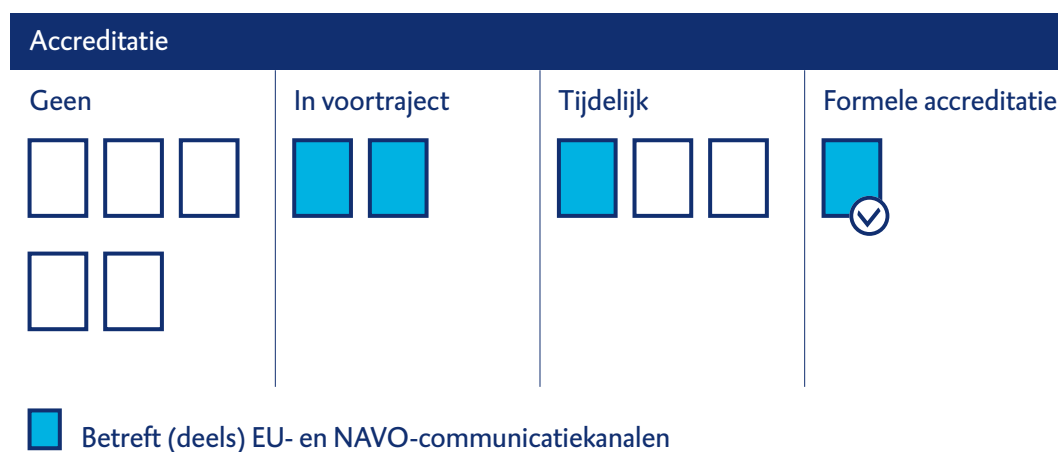 Accreditatie
Geen
In voortraject
Tijdelijk
Formele accreditatie
Betreft (deels) EU- en NAVO-communicatiekanalen